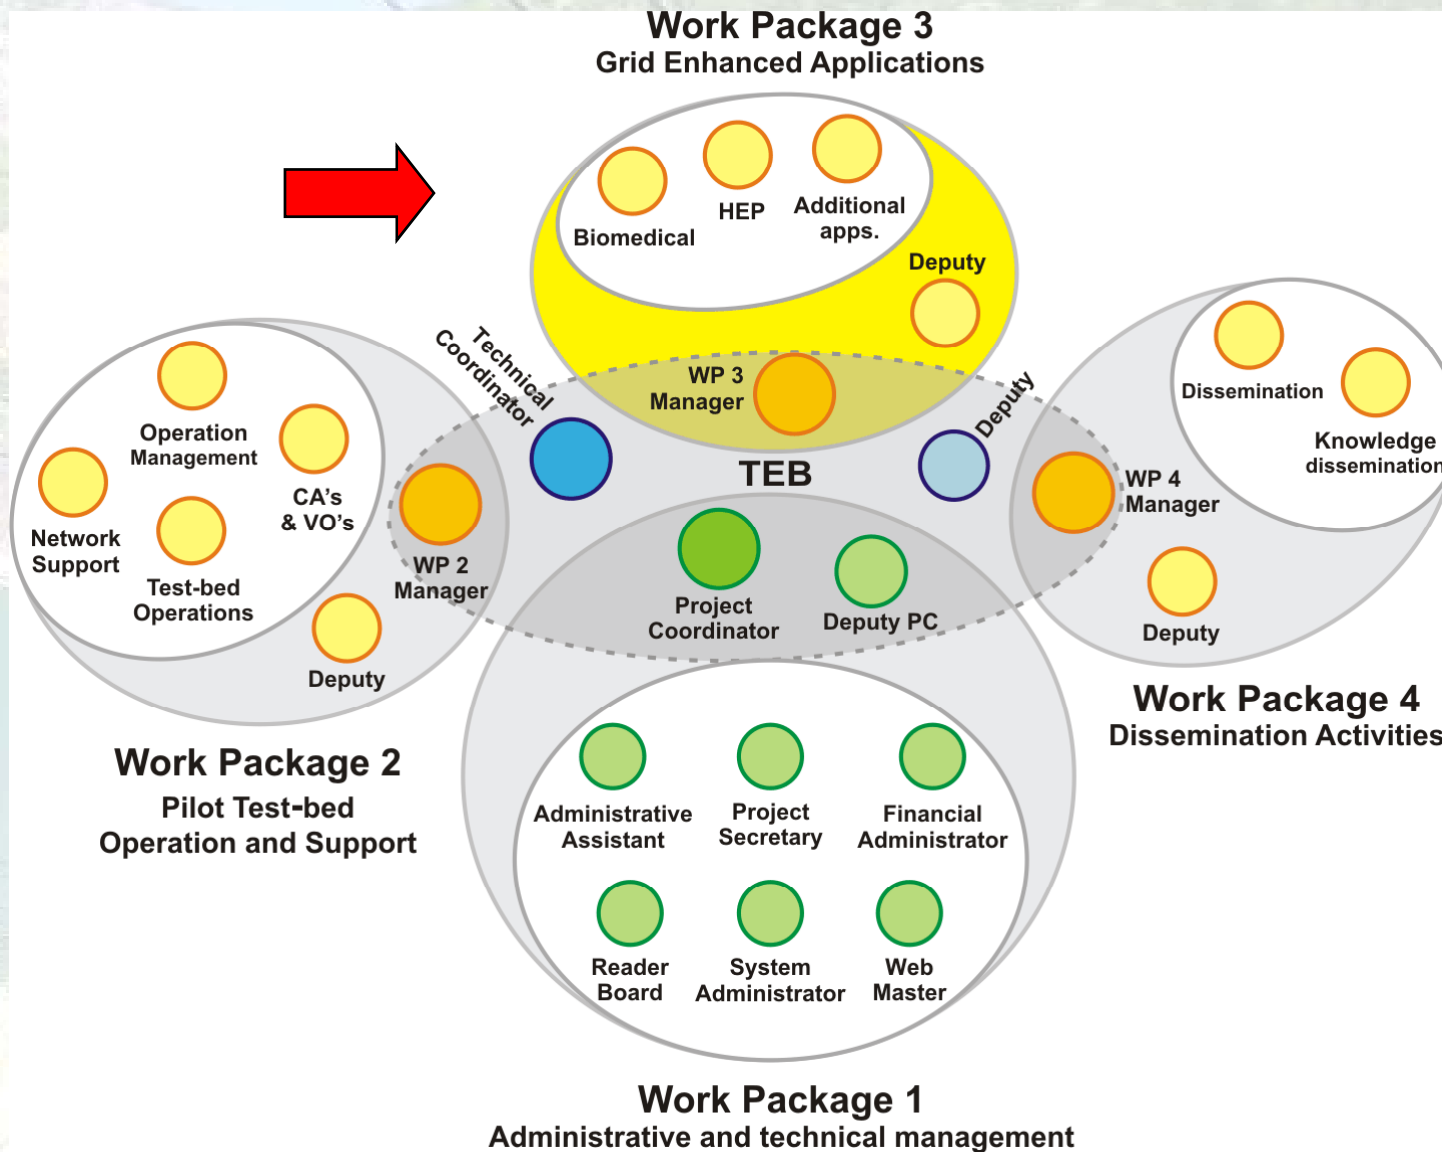 Work Package 3
Grid Enhanced Applications
Biomedical
HEP
Additional
apps.
Deputy
Technical
Coordinator
WP 3
Manager
Deputy
TEB
Operation
Management
CA's
& VO's
Network
Support
Test-bed
Operations
WP 2
Manager
Deputy
Project
Coordinator
Deputy PC
WP 4
Manager
Dissemination
Knowledge
dissemination
Deputy
Work Package 4
Dissemination Activities
Work Package 2
Pilot Test-bed
Operation and Support
Administrative
Assistant
Project
Secretary
Financial
Administrator
Reader
Board
System
Administrator
Web
Master
Work Package 1
Administrative and technical management